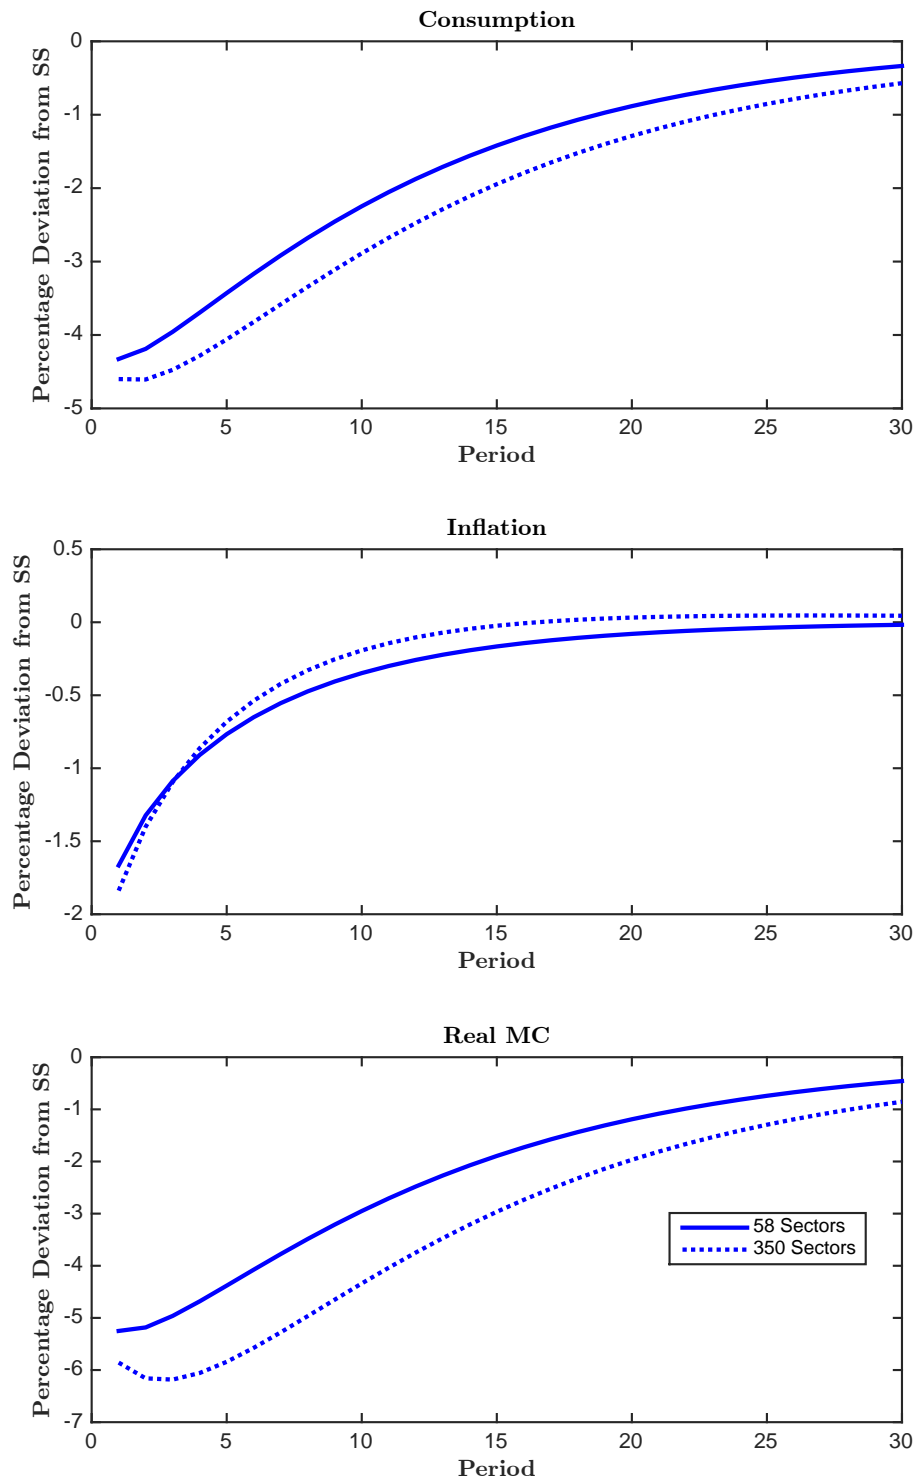 Consumption
Percentage Deviation from SS
0
-1
-2
-3
-4
-5
0 5 10 15 20 25 30
Period
Inflation
Percentage Deviation from SS
0.5
0
-0.5
-1
-1.5
-2
0 5 10 15 20 25 30
Period
Real MC
Percentage Deviation from SS
0
-1
-2
-3
-4
-5
-6
-7
58 Sectors
350 Sectors
0 5 10 15 20 25 30
Period